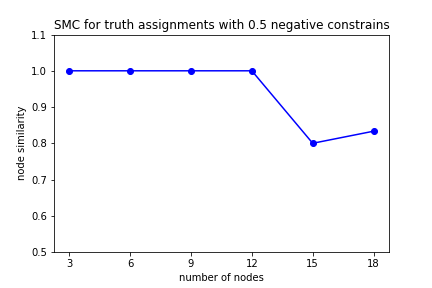 SMC for truth assignments with 0.5 negative constrains
1.1
1.0
0.9
0.8
0.7
0.6
0.5
node similarity
3 6 9 12 15 18
number of nodes